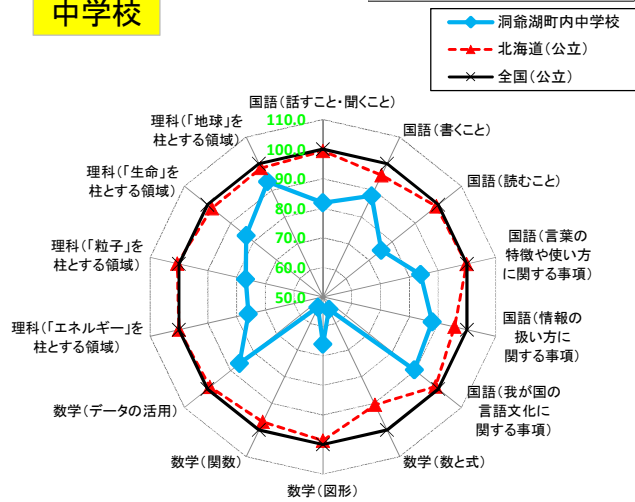 中学校
洞爺湖町内中学校
北海道(公立)
全国(公立)
国語(話すこと・聞くこと)
国語(書くこと)
国語(読むこと)
国語(言葉の
特徴や使い方
に関する事項)
国語(情報の
扱い方に
関する事項)
国語(我が国の
言語文化に
関する事項)
数学(数と式)
数学(図形)
数学(関数)
数学(データの活用)
理科(「エネルギー」を
柱とする領域)
理科(「粒子」を
柱とする領域)
理科(「生命」を
柱とする領域)
理科(「地球」を
柱とする領域)
110.0
100.0
90.0
80.0
70.0
60.0
50.0